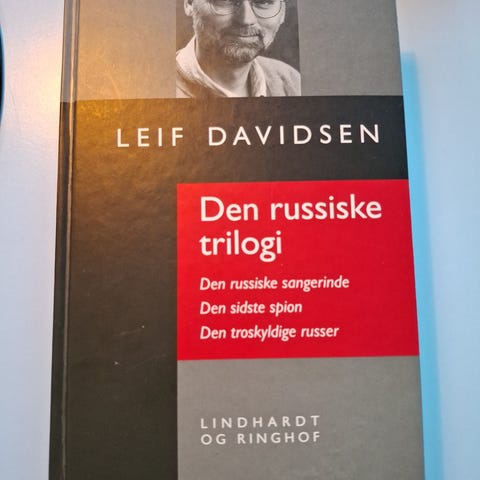 LEIF DAVIDSEN
Den russiske
trilogi
Den russiske sangerinde
Den sidste spion
Den troskyldige russer
LINDHARDT
OG RINGHOF